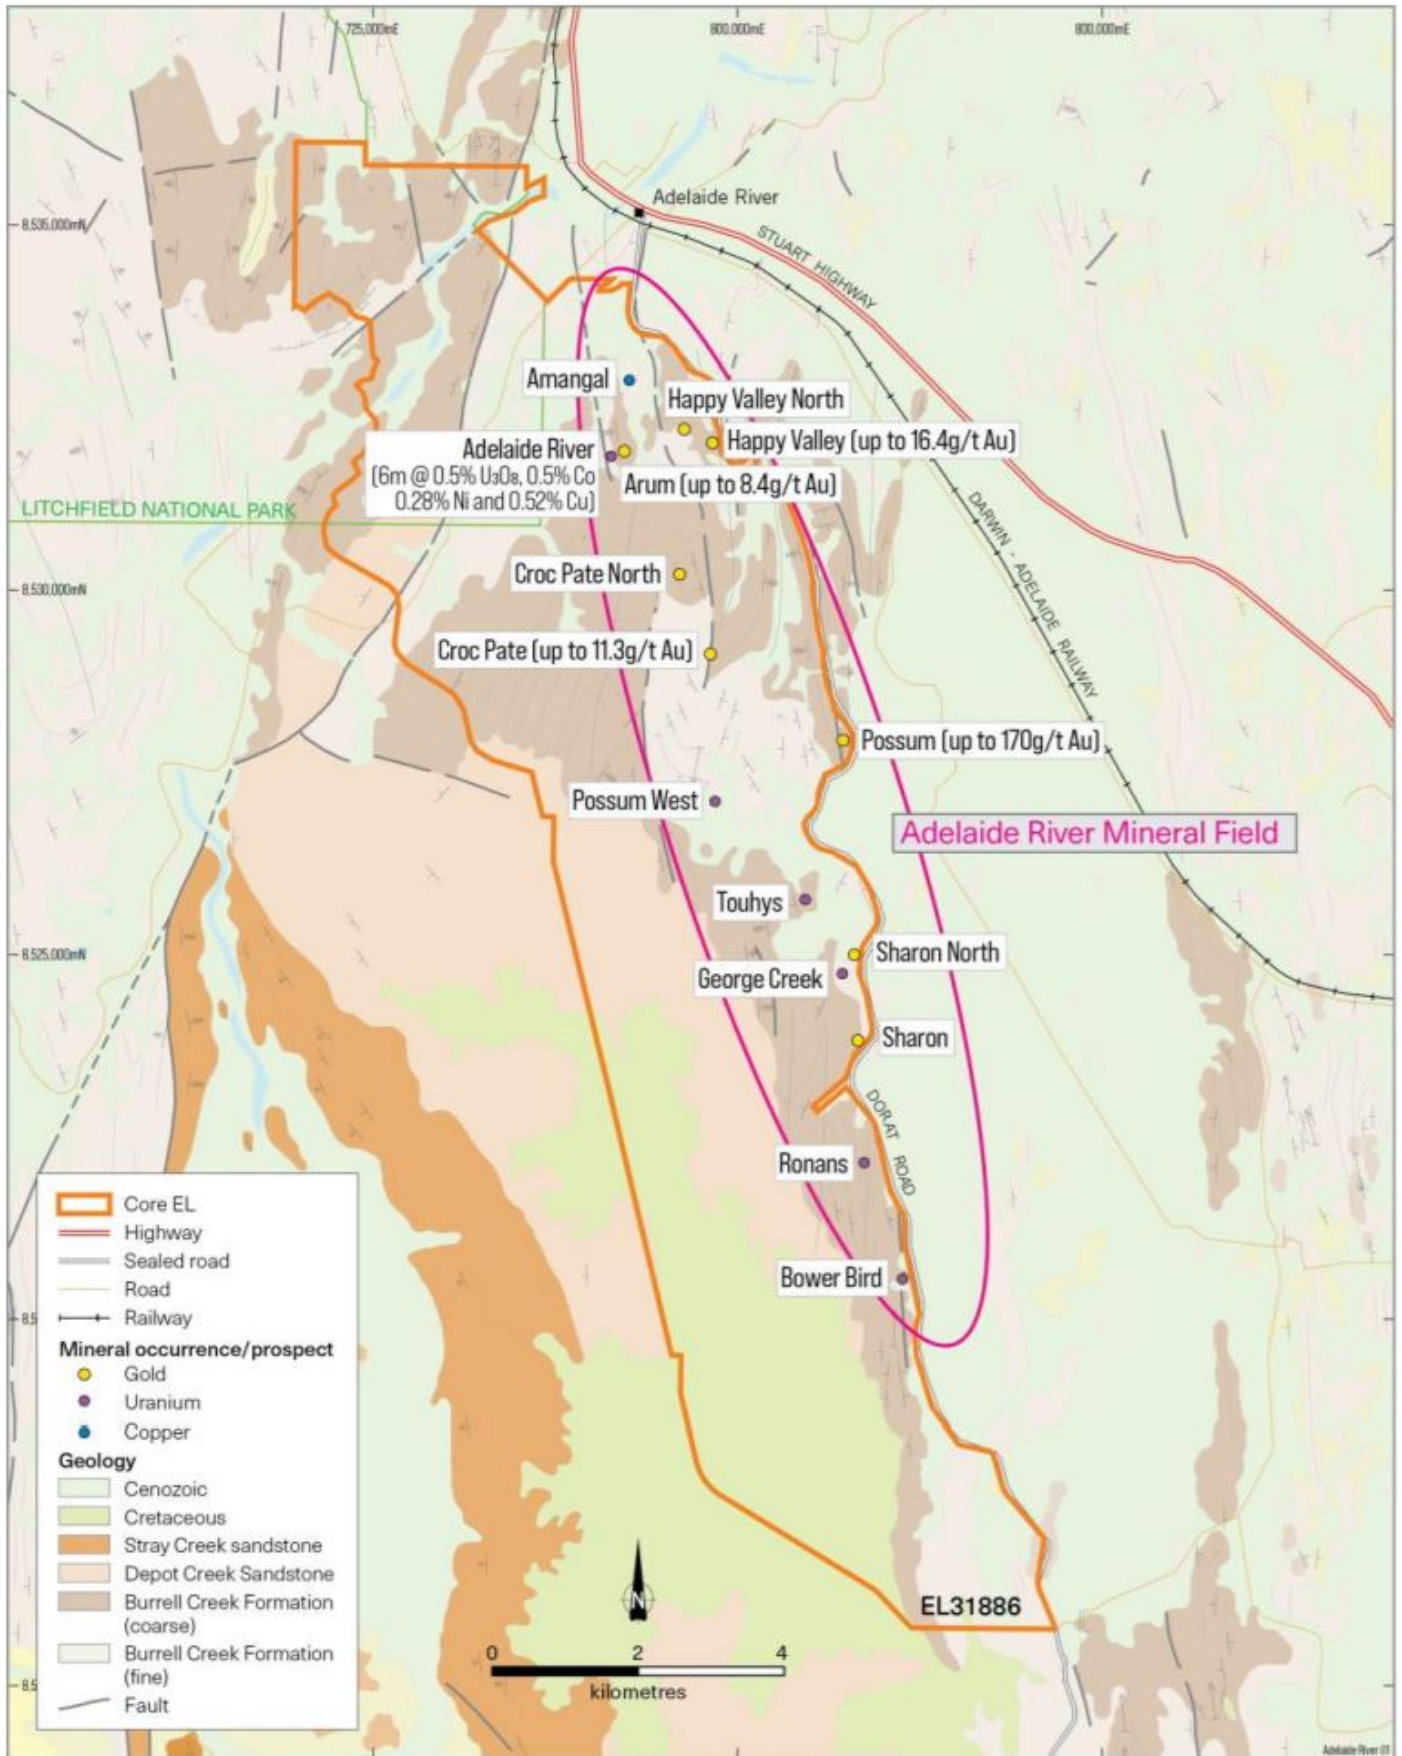 725,000mE
800,000mE
800,000mE
Adelaide River
8,535,000mN
STUART HIGHWAY
Amangal
Happy Valley North
Happy Valley (up to 16.4g/t Au)
Adelaide River
(6m @ 0.5% U₃O₈, 0.5% Co
0.28% Ni and 0.52% Cu)
Arum (up to 8.4g/t Au)
LITCHFIELD NATIONAL PARK
DARWIN - ADELAIDE RAILWAY
Croc Pate North
8,530,000mN
Croc Pate (up to 11.3g/t Au)
Possum (up to 170g/t Au)
Possum West
Adelaide River Mineral Field
Touhys
8,525,000mN
Sharon North
George Creek
Sharon
DORAT ROAD
Ronans
Bower Bird
Core EL
Highway
Sealed road
Road
Railway
Mineral occurrence/prospect
Gold
Uranium
Copper
Geology
Cenozoic
Cretaceous
Stray Creek sandstone
Depot Creek Sandstone
Burrell Creek Formation
(coarse)
Burrell Creek Formation
(fine)
Fault
8,5
8,5
N
EL31886
0 2 4
kilometres